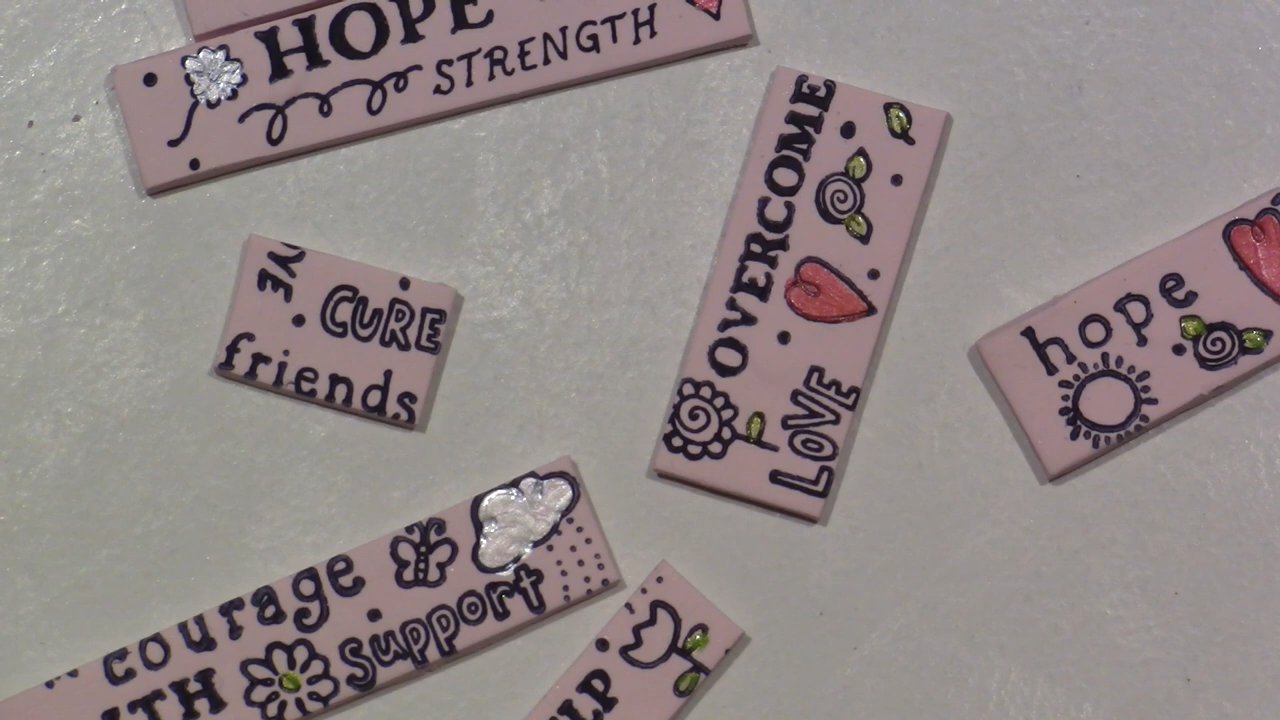 HOPE
STRENGTH
OVERCOME
LOVE
CURE
friends
hope
courage
support